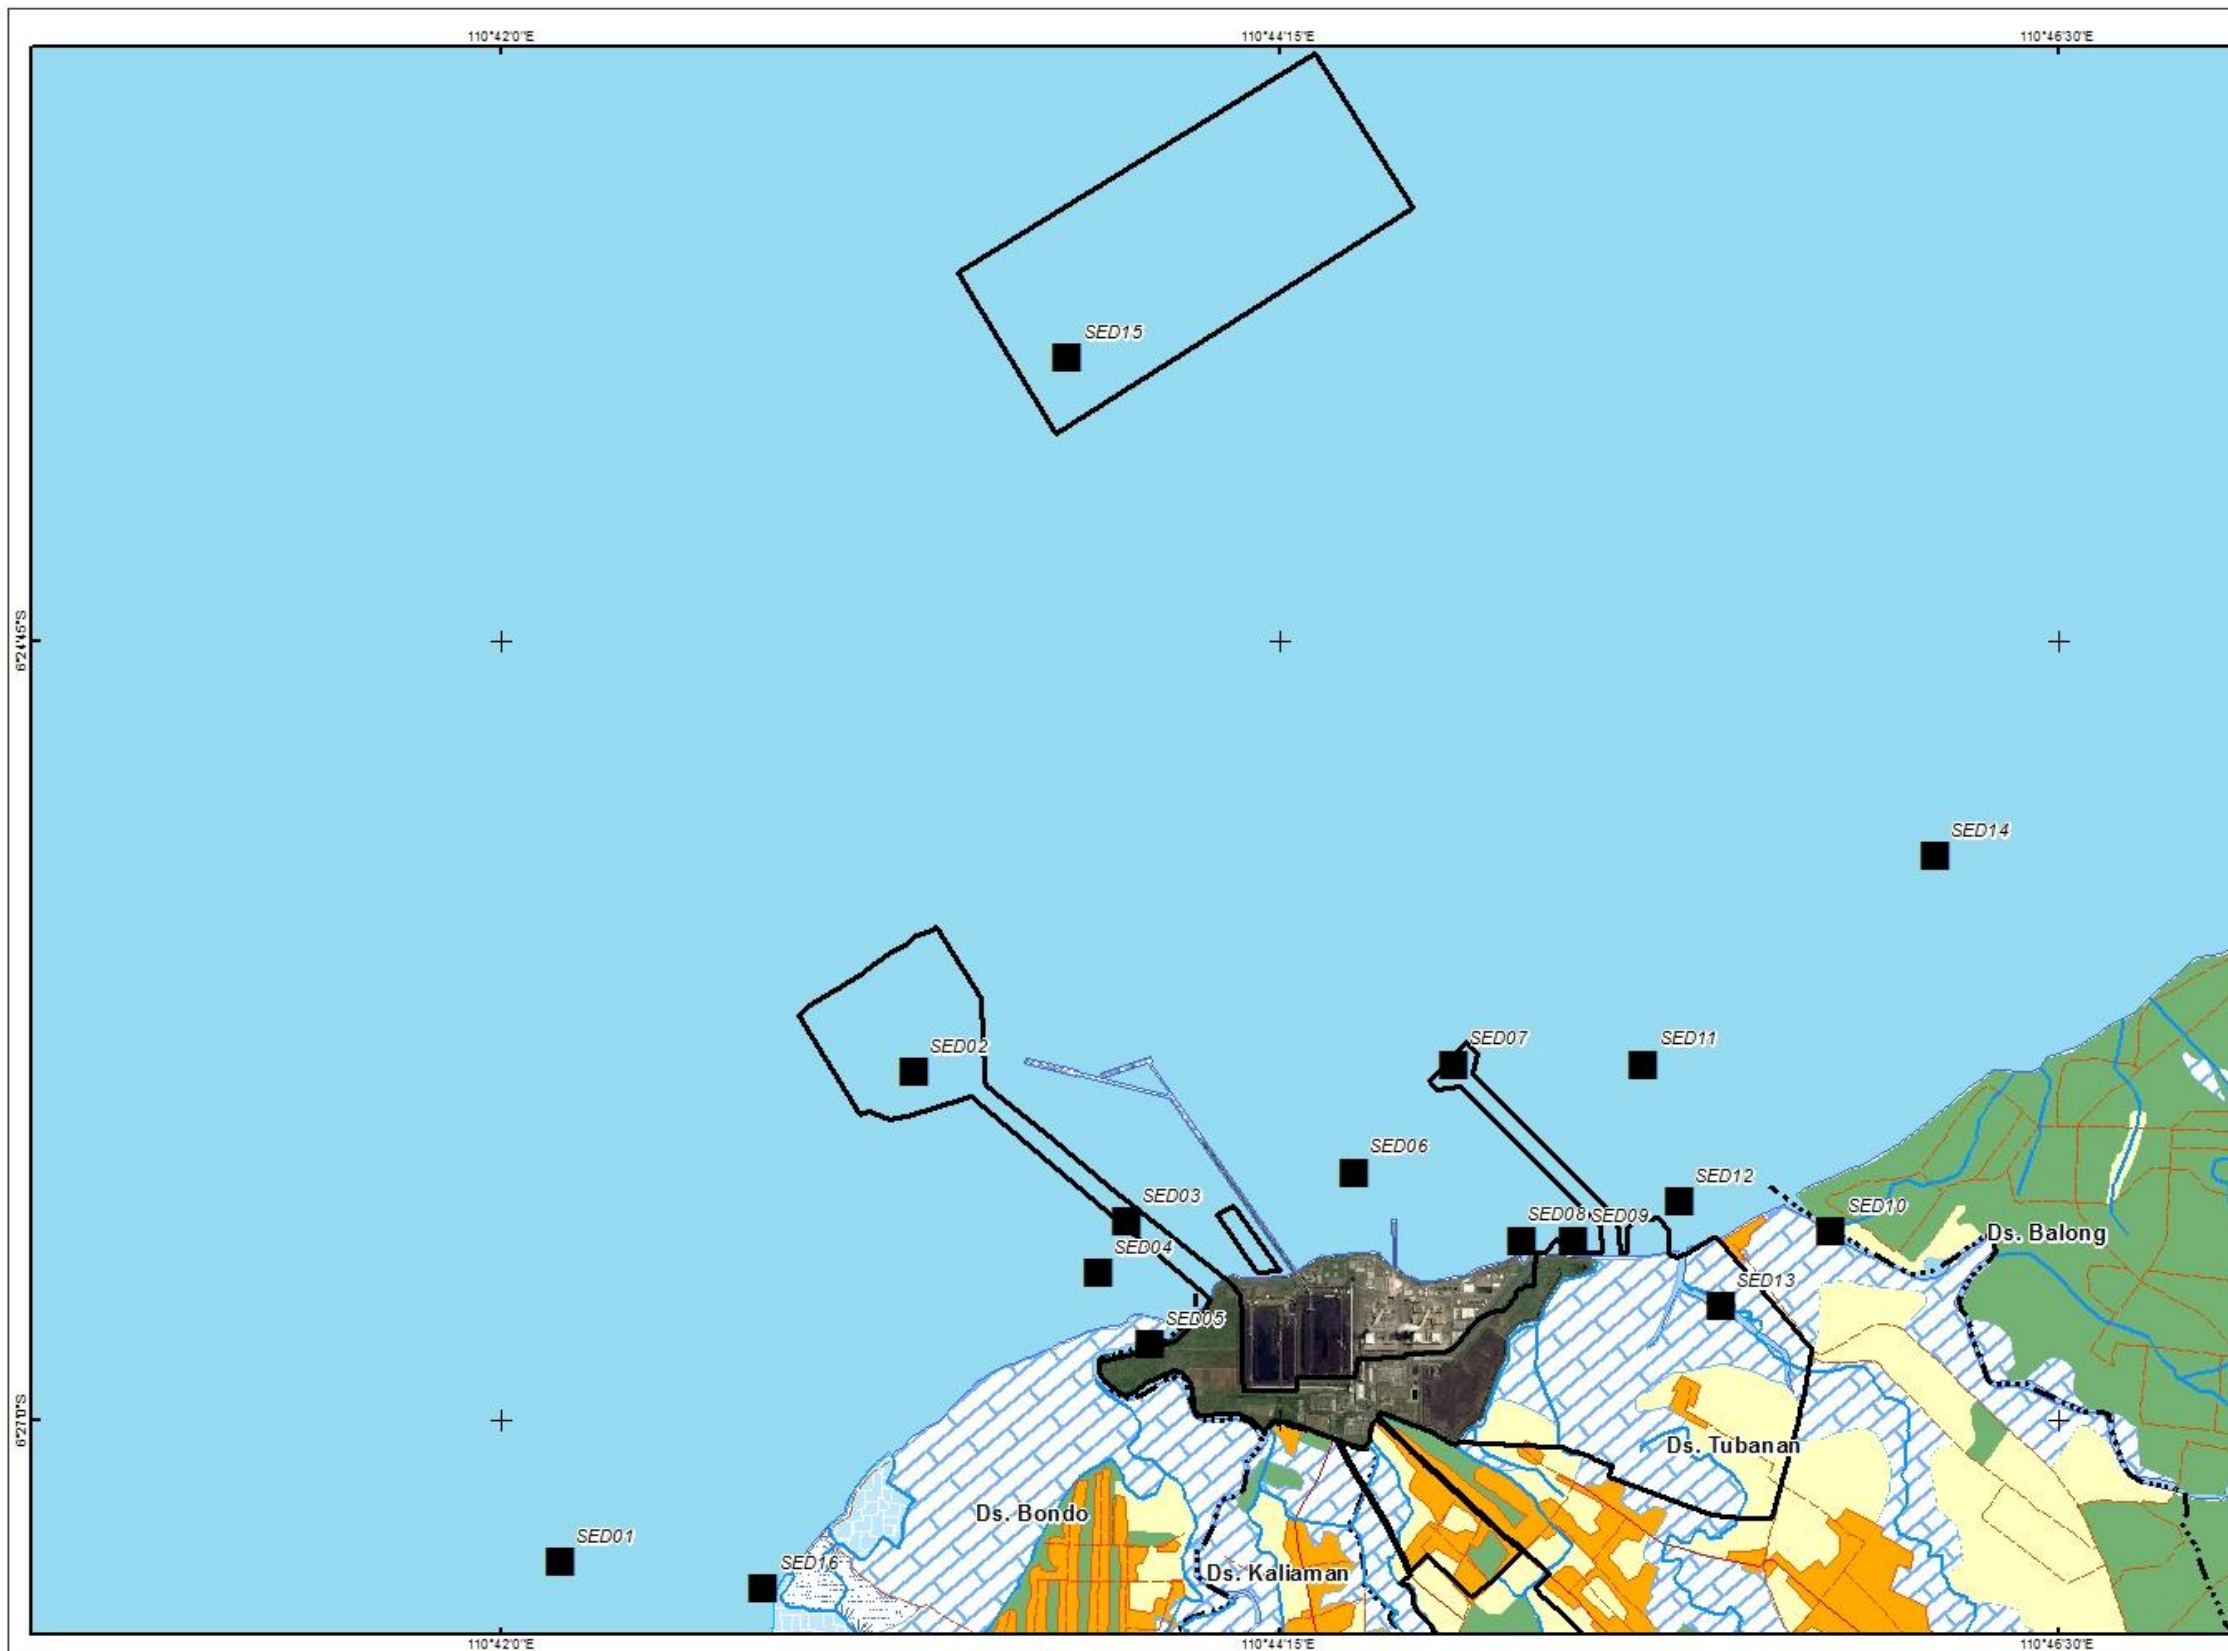 110°42'0"E 110°44'15"E 110°46'30"E
SED15
6°24'45"S
SED14
SED02
SED07
SED11
SED06
SED03
SED12
SED08
SED09
SED10
Ds. Balong
SED04
SED13
SED05
6°27'0"S
Ds. Tubanan
Ds. Bondo
SED01
SED16
Ds. Kaliaman
110°42'0"E 110°44'15"E 110°46'30"E